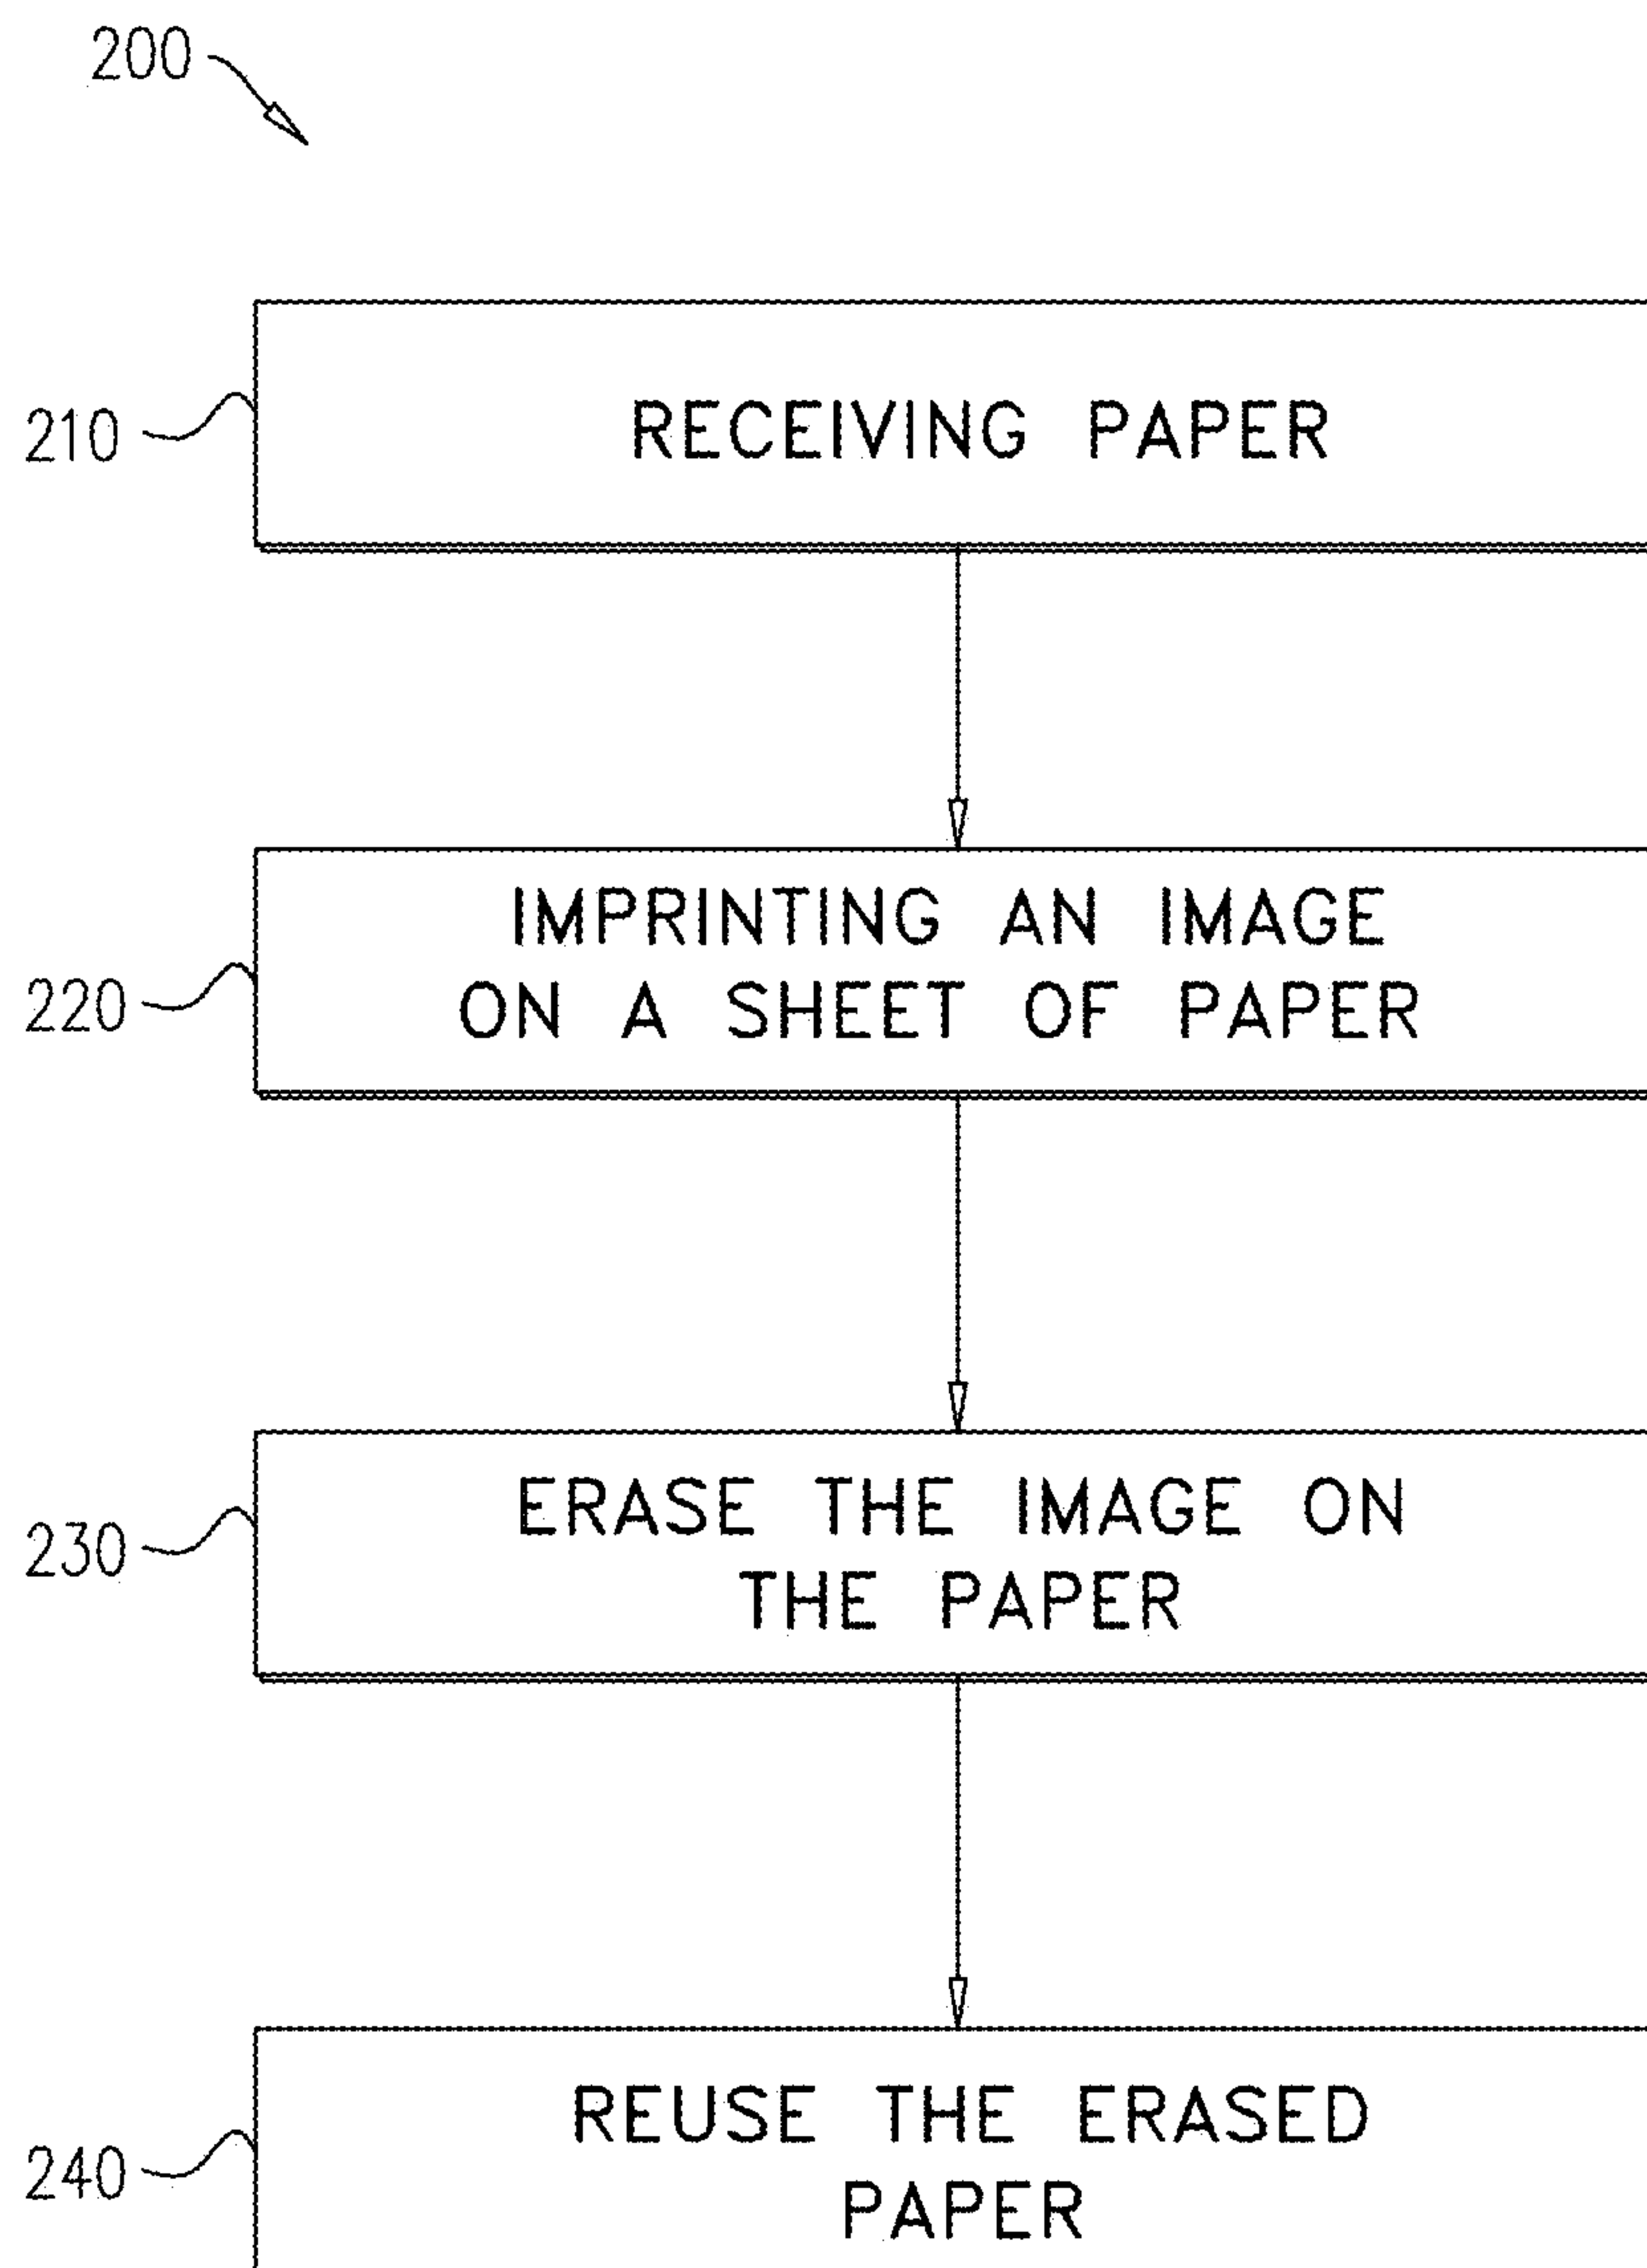 200
210
RECEIVING PAPER
220
IMPRINTING AN IMAGE
ON A SHEET OF PAPER
230
ERASE THE IMAGE ON
THE PAPER
240
REUSE THE ERASED
PAPER